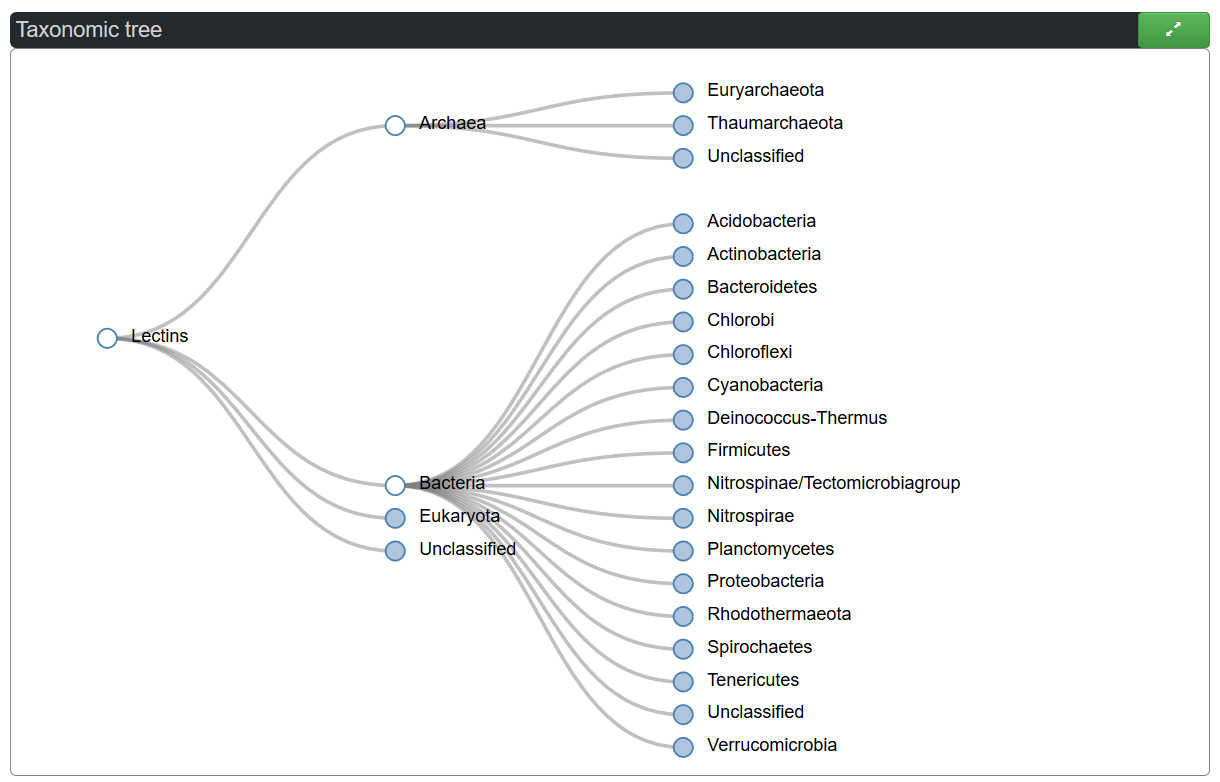 Taxonomic tree
Euryarchaeota
Archaea
Thaumarchaeota
Unclassified
Acidobacteria
Actinobacteria
Bacteroidetes
Chlorobi
Lectins
Chloroflexi
Cyanobacteria
Deinococcus-Thermus
Firmicutes
Bacteria
Nitrospinae/Tectomicrobiagroup
Eukaryota
Nitrospirae
Unclassified
Planctomycetes
Proteobacteria
Rhodothermaeota
Spirochaetes
Tenericutes
Unclassified
Verrucomicrobia